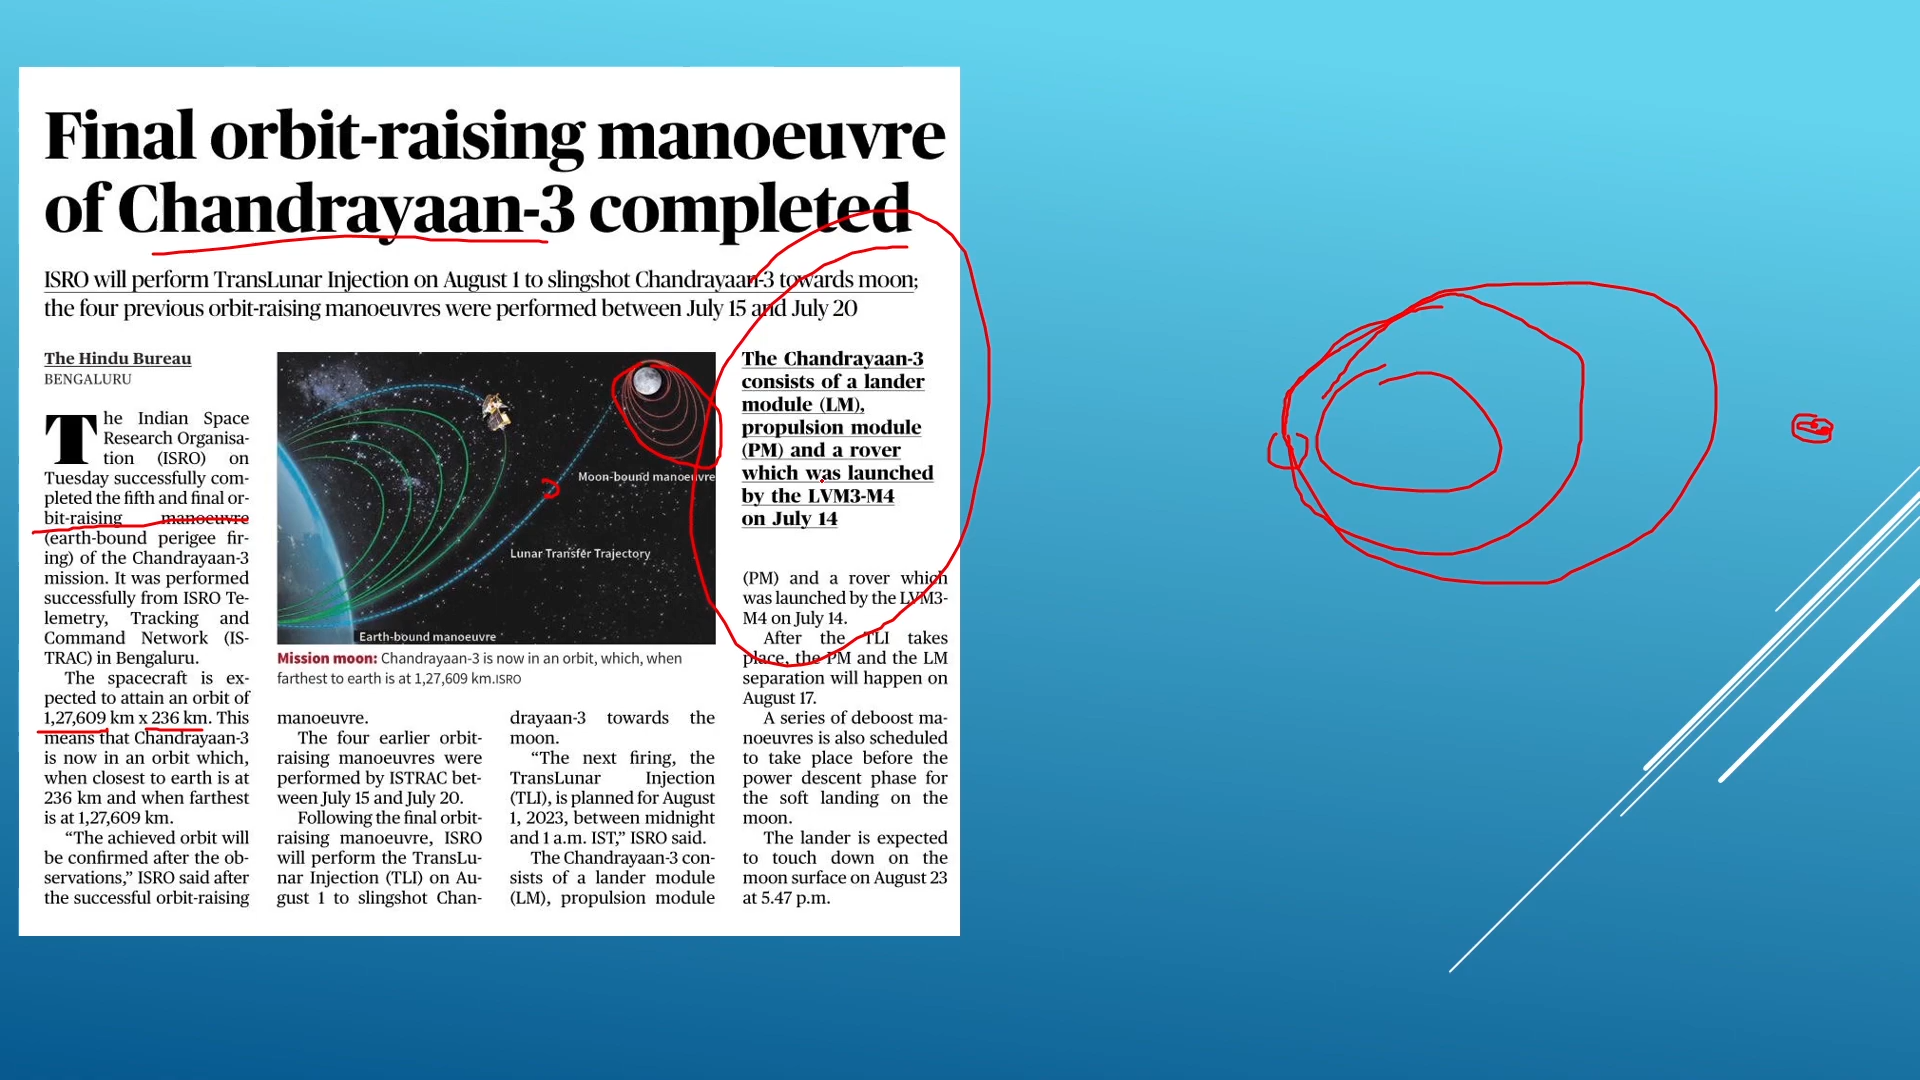 Final orbit-raising manoeuvre
of Chandrayaan-3 completed
ISRO will perform TransLunar Injection on August 1 to slingshot Chandrayaan-3 towards moon;
the four previous orbit-raising manoeuvres were performed between July 15 and July 20
The Hindu Bureau
BENGALURU
The Indian Space
Research Organisa-
tion (ISRO) on
Tuesday successfully com-
pleted the fifth and final or-
bit-raising manoeuvre
(earth-bound perigee fir-
ing) of the Chandrayaan-3
mission. It was performed
successfully from ISRO Te-
lemetry, Tracking and
Command Network (IS-
TRAC) in Bengaluru.
The spacecraft is ex-
pected to attain an orbit of
1,27,609 km x 236 km. This
means that Chandrayaan-3
is now in an orbit which,
when closest to earth is at
236 km and when farthest
is at 1,27,609 km.
“The achieved orbit will
be confirmed after the ob-
servations,” ISRO said after
the successful orbit-raising
Moon-bound manoeuvre
Lunar Transfer Trajectory
Earth-bound manoeuvre
Mission moon: Chandrayaan-3 is now in an orbit, which, when
farthest to earth is at 1,27,609 km.ISRO
manoeuvre.
The four earlier orbit-
raising manoeuvres were
performed by ISTRAC bet-
ween July 15 and July 20.
Following the final orbit-
raising manoeuvre, ISRO
will perform the TransLu-
nar Injection (TLI) on Au-
gust 1 to slingshot Chan-
drayaan-3 towards the
moon.
“The next firing, the
TransLunar Injection
(TLI), is planned for August
1, 2023, between midnight
and 1 a.m. IST,” ISRO said.
The Chandrayaan-3 con-
sists of a lander module
(LM), propulsion module
The Chandrayaan-3
consists of a lander
module (LM),
propulsion module
(PM) and a rover
which was launched
by the LVM3-M4
on July 14
(PM) and a rover which
was launched by the LVM3-
M4 on July 14.
After the TLI takes
place, the PM and the LM
separation will happen on
August 17.
A series of deboost ma-
noeuvres is also scheduled
to take place before the
power descent phase for
the soft landing on the
moon.
The lander is expected
to touch down on the
moon surface on August 23
at 5.47 p.m.